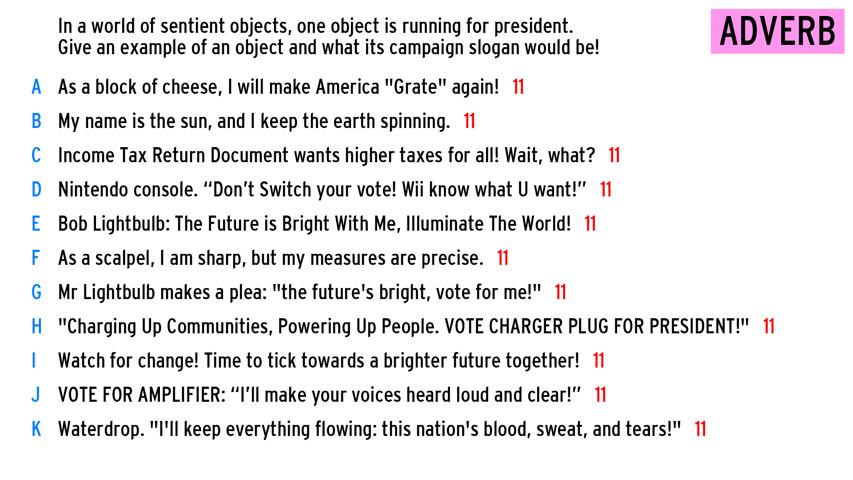 In a world of sentient objects, one object is running for president.
Give an example of an object and what its campaign slogan would be!
ADVERB
A As a block of cheese, I will make America "Grate" again! 11
B My name is the sun, and I keep the earth spinning. 11
C Income Tax Return Document wants higher taxes for all! Wait, what? 11
D Nintendo console. “Don’t Switch your vote! Wii know what U want!” 11
E Bob Lightbulb: The Future is Bright With Me, Illuminate The World! 11
F As a scalpel, I am sharp, but my measures are precise. 11
G Mr Lightbulb makes a plea: "the future's bright, vote for me!" 11
H "Charging Up Communities, Powering Up People. VOTE CHARGER PLUG FOR PRESIDENT!" 11
I Watch for change! Time to tick towards a brighter future together! 11
J VOTE FOR AMPLIFIER: “I’ll make your voices heard loud and clear!” 11
K Waterdrop. "I'll keep everything flowing: this nation's blood, sweat, and tears!" 11